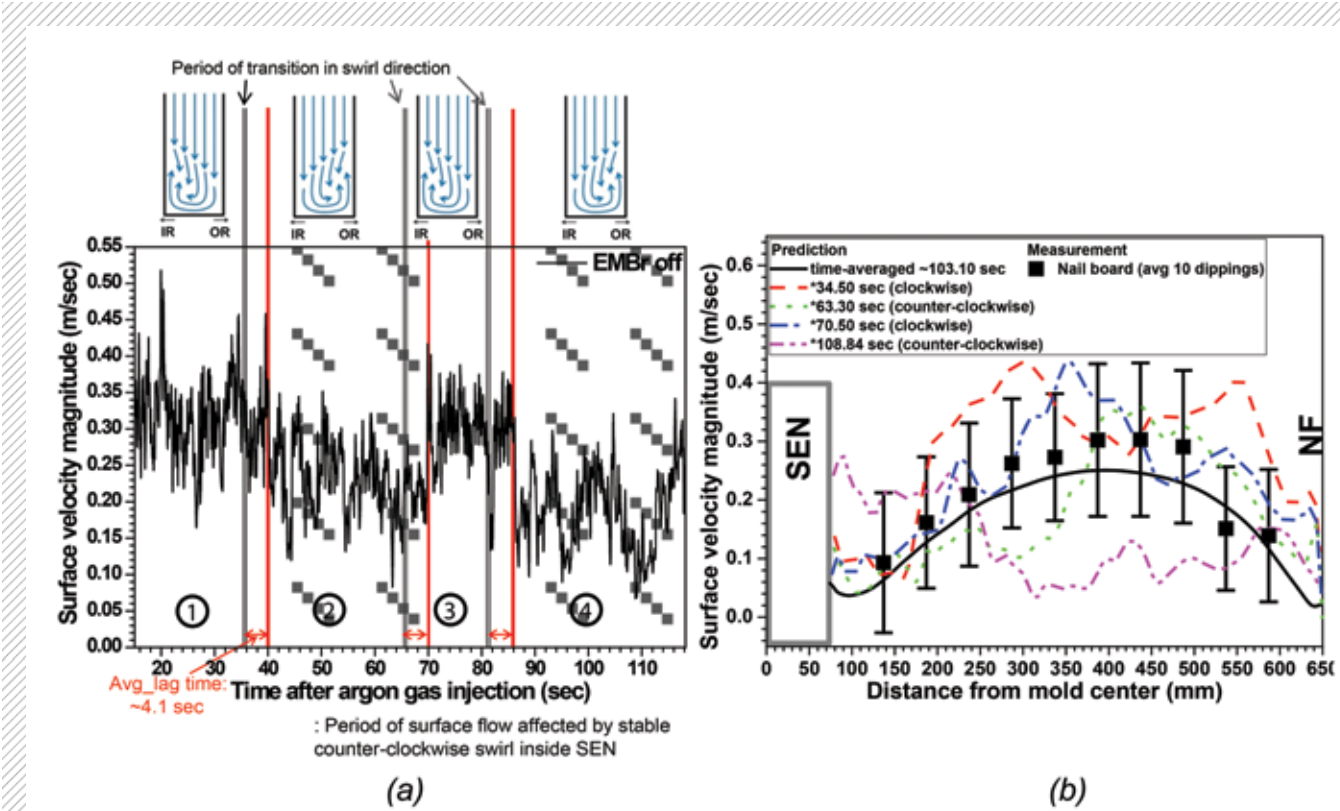 Period of transition in swirl direction
IR OR
IR OR
IR OR
IR OR
EMBr off
Surface velocity magnitude (m/sec)
0.55
0.50
0.45
0.40
0.35
0.30
0.25
0.20
0.15
0.10
0.05
0.00
1 2 3 4
20 30 40 50 60 70 80 90 100 110
Time after argon gas injection (sec)
Avg_lag time:
~4.1 sec
: Period of surface flow affected by stable
counter-clockwise swirl inside SEN
(a)
Prediction
time-averaged ~103.10 sec
*34.50 sec (clockwise)
*63.30 sec (counter-clockwise)
*70.50 sec (clockwise)
*108.84 sec (counter-clockwise)
Measurement
Nail board (avg 10 dippings)
Surface velocity magnitude (m/sec)
0.6
0.5
0.4
0.3
0.2
0.1
0.0
SEN
NF
0 50 100 150 200 250 300 350 400 450 500 550 600 650
Distance from mold center (mm)
(b)